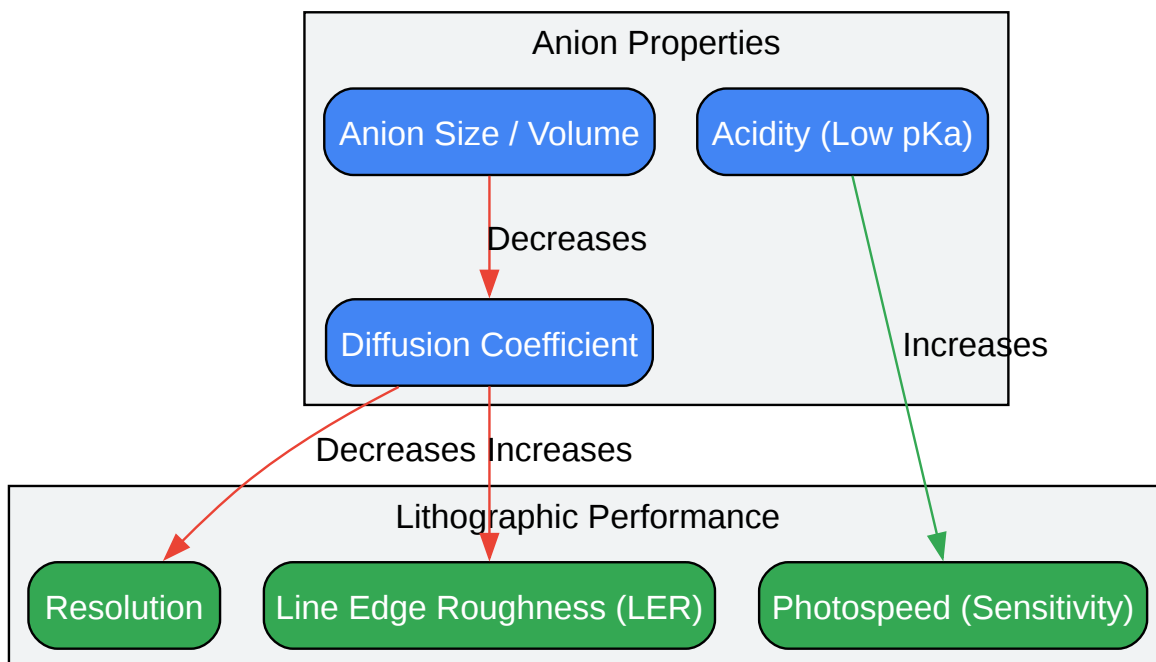 Anion Properties
Anion Size / Volume
Acidity (Low pKa)
Decreases
Diffusion Coefficient
Increases
Decreases
Increases
Lithographic Performance
Resolution
Line Edge Roughness (LER)
Photospeed (Sensitivity)